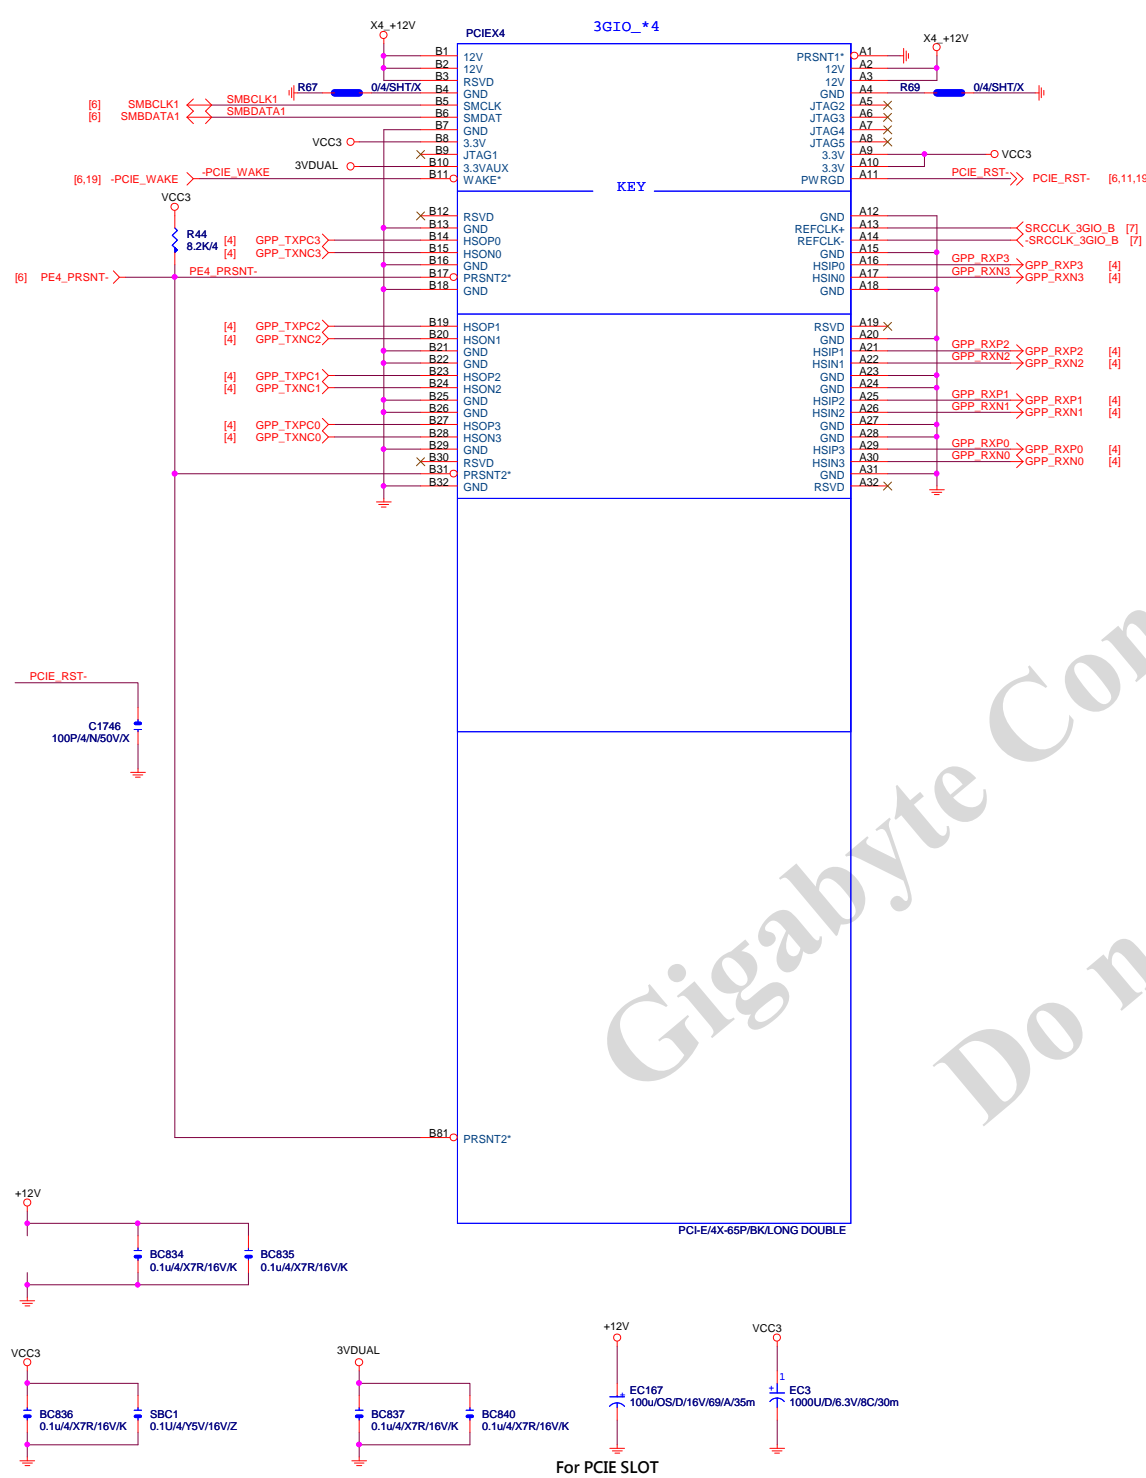 X4_+12V
3GIO_*4
PCIEX4
X4_+12V
B1 12V PRSNT1* A1
B2 12V 12V A2
B3 RSVD 12V A3
R67 0/4/SHT/X B4 GND GND A4 R69 0/4/SHT/X
[6] SMBCLK1 SMBCLK1 B5 SMCLK JTAG2 A5
[6] SMBDATA1 SMBDATA1 B6 SMDAT JTAG3 A6
B7 GND JTAG4 A7
VCC3 B8 3.3V JTAG5 A8
B9 JTAG1 3.3V A9 VCC3
3VDUAL B10 3.3VAUX 3.3V A10
[6,19] -PCIE_WAKE -PCIE_WAKE B11 WAKE* PWRGD A11 PCIE_RST- PCIE_RST- [6,11,19
KEY
VCC3
R44
8.2K/4
B12 RSVD GND A12
B13 GND REFCLK+ A13 SRCCLK_3GIO_B [7]
[4] GPP_TXPC3 B14 HSOP0 REFCLK- A14 -SRCCLK_3GIO_B [7]
[4] GPP_TXNC3 B15 HSON0 GND A15
B16 GND HSIP0 A16 GPP_RXP3 GPP_RXP3 [4]
[6] PE4_PRSNT- PE4_PRSNT- B17 PRSNT2* HSIN0 A17 GPP_RXN3 GPP_RXN3 [4]
B18 GND GND A18
[4] GPP_TXPC2 B19 HSOP1 RSVD A19
[4] GPP_TXNC2 B20 HSON1 GND A20
B21 GND HSIP1 A21 GPP_RXP2 GPP_RXP2 [4]
B22 GND HSIN1 A22 GPP_RXN2 GPP_RXN2 [4]
[4] GPP_TXPC1 B23 HSOP2 GND A23
[4] GPP_TXNC1 B24 HSON2 GND A24
B25 GND HSIP2 A25 GPP_RXP1 GPP_RXP1 [4]
B26 GND HSIN2 A26 GPP_RXN1 GPP_RXN1 [4]
[4] GPP_TXPC0 B27 HSOP3 GND A27
[4] GPP_TXNC0 B28 HSON3 GND A28
B29 GND HSIP3 A29 GPP_RXP0 GPP_RXP0 [4]
B30 RSVD HSIN3 A30 GPP_RXN0 GPP_RXN0 [4]
B31 PRSNT2* GND A31
B32 GND RSVD A32
PCIE_RST-
C1746
100P/4/N/50V/X
Gigabyte Con
Do n
B81 PRSNT2*
PCI-E/4X-65P/BK/LONG DOUBLE
+12V
BC834
0.1u/4/X7R/16V/K
BC835
0.1u/4/X7R/16V/K
VCC3
BC836
0.1u/4/X7R/16V/K
SBC1
0.1U/4/Y5V/16V/Z
3VDUAL
BC837
0.1u/4/X7R/16V/K
BC840
0.1u/4/X7R/16V/K
+12V
EC167
100u/OS/D/16V/69/A/35m
VCC3
1
EC3
1000U/D/6.3V/8C/30m
For PCIE SLOT